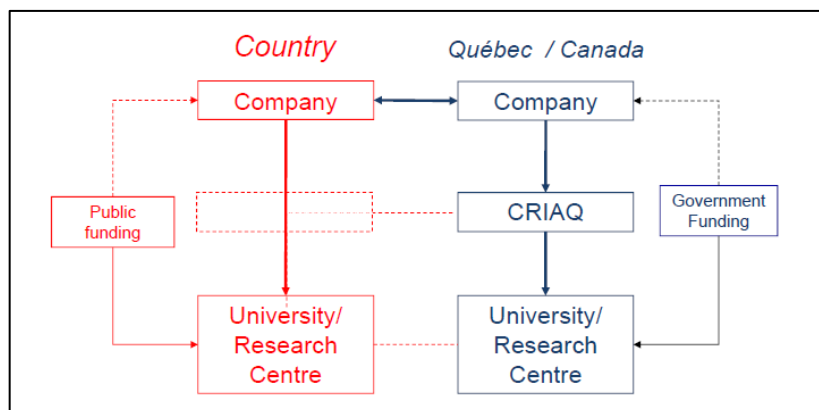 Country
Québec / Canada
Company
Company
Public
funding
CRIAQ
Government
Funding
University/
Research
Centre
University/
Research
Centre